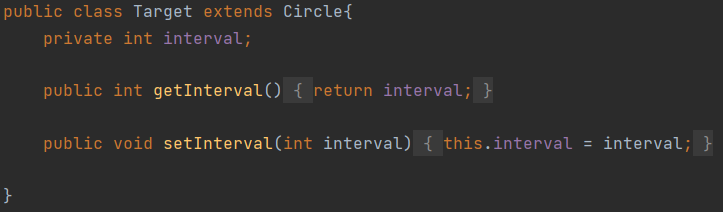 public class Target extends Circle{
private int interval;
public int getInterval() { return interval; }
public void setInterval(int interval) { this.interval = interval; }
}